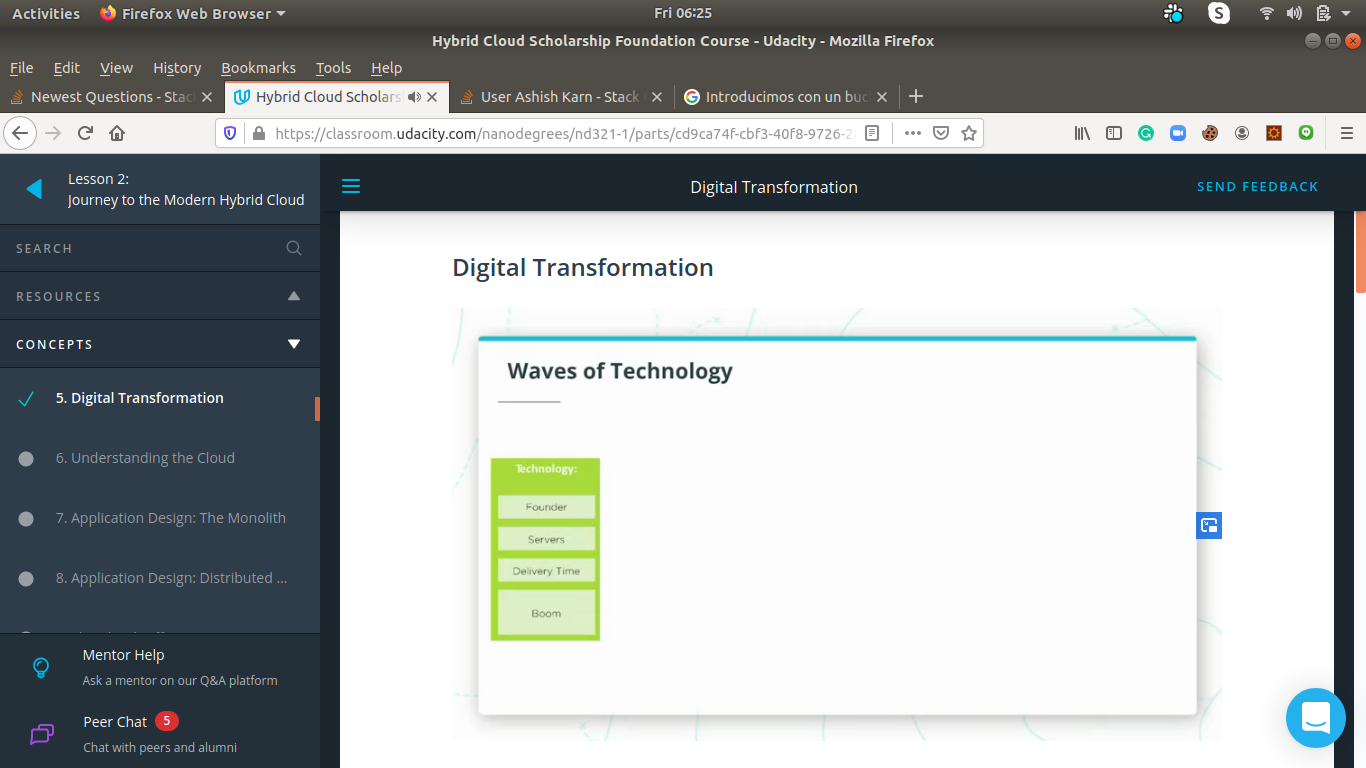 Activities Firefox Web Browser Fri 06:25
Hybrid Cloud Scholarship Foundation Course - Udacity - Mozilla Firefox
File Edit View History Bookmarks Tools Help
Newest Questions - Stac Hybrid Cloud Scholars User Ashish Karn - Stack Introducimos con un buc
https://classroom.udacity.com/nanodegrees/nd321-1/parts/cd9ca74f-cbf3-40f8-9726-2
Lesson 2:
Journey to the Modern Hybrid Cloud
Digital Transformation
SEND FEEDBACK
SEARCH
RESOURCES
CONCEPTS
5. Digital Transformation
6. Understanding the Cloud
7. Application Design: The Monolith
8. Application Design: Distributed ...
Mentor Help
Ask a mentor on our Q&A platform
Peer Chat 5
Chat with peers and alumni
Digital Transformation
Waves of Technology
Technology:
Founder
Servers
Delivery Time
Boom